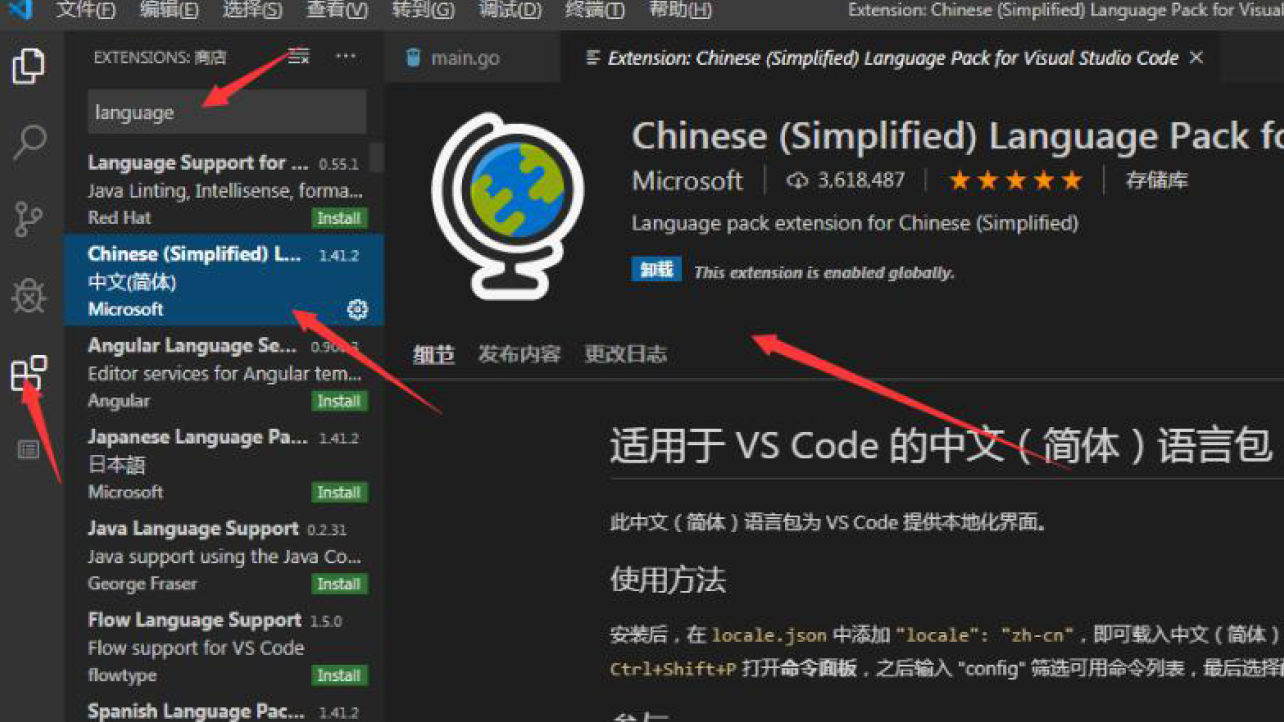 文件(F) 编辑(E) 选择(S) 查看(V) 转到(G) 调试(D) 终端(T) 帮助(H) Extension: Chinese (Simplified) Language Pack for Visual
EXTENSIONS: 商店 ...
main.go Extension: Chinese (Simplified) Language Pack for Visual Studio Code
language
Language Support for ... 0.55.1
Java Linting, Intellisense, forma...
Red Hat Install
Chinese (Simplified) L... 1.41.2
中文(简体)
Microsoft
Angular Language Se...
Editor services for Angular tem...
Angular Install
Japanese Language Pa... 1.41.2
日本語
Microsoft Install
Java Language Support 0.2.31
Java support using the Java Co...
George Fraser Install
Flow Language Support 1.5.0
Flow support for VS Code
flowtype Install
Spanish Language Pac... 1.41.2
Chinese (Simplified) Language Pack fo
Microsoft 3,618,487 存储库
Language pack extension for Chinese (Simplified)
卸载 This extension is enabled globally.
细节 发布内容 更改日志
适用于 VS Code 的中文（简体）语言包
此中文（简体）语言包为 VS Code 提供本地化界面。
使用方法
安装后，在 locale.json 中添加 "locale": "zh-cn"，即可载入中文（简体）
Ctrl+Shift+P 打开命令面板，之后输入 "config" 筛选可用命令列表，最后选择